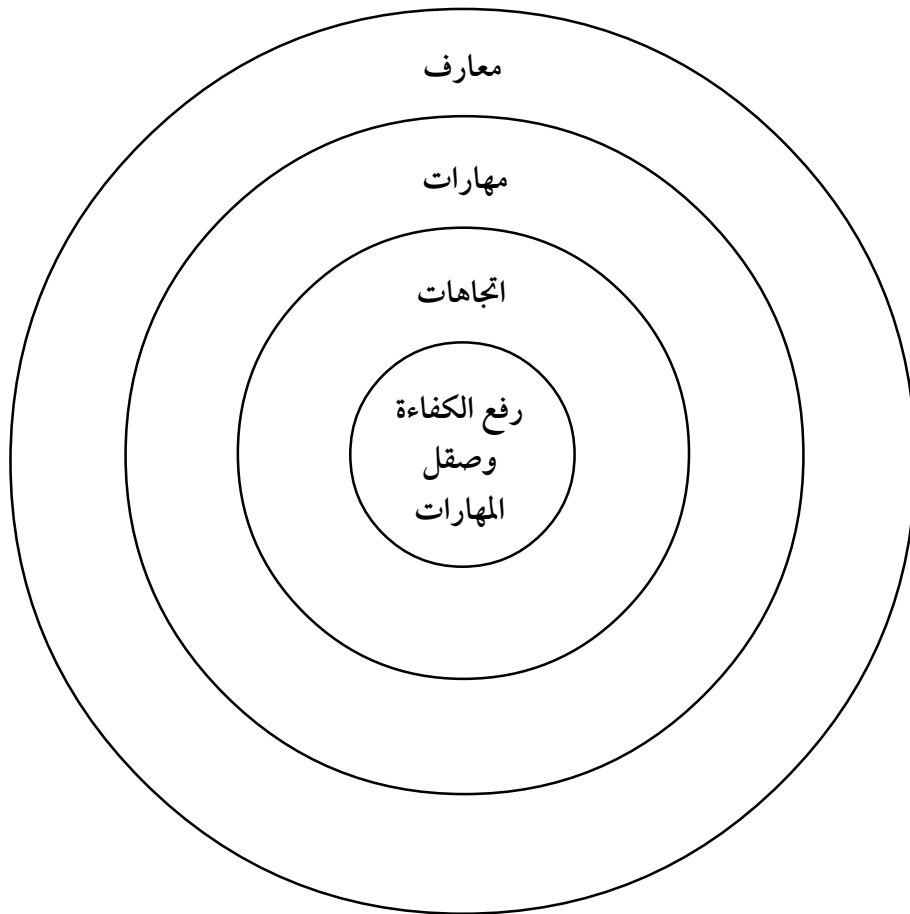 معارف
مهارات
اتجاهات
رفع الكفاءة
وصقل
المهارات